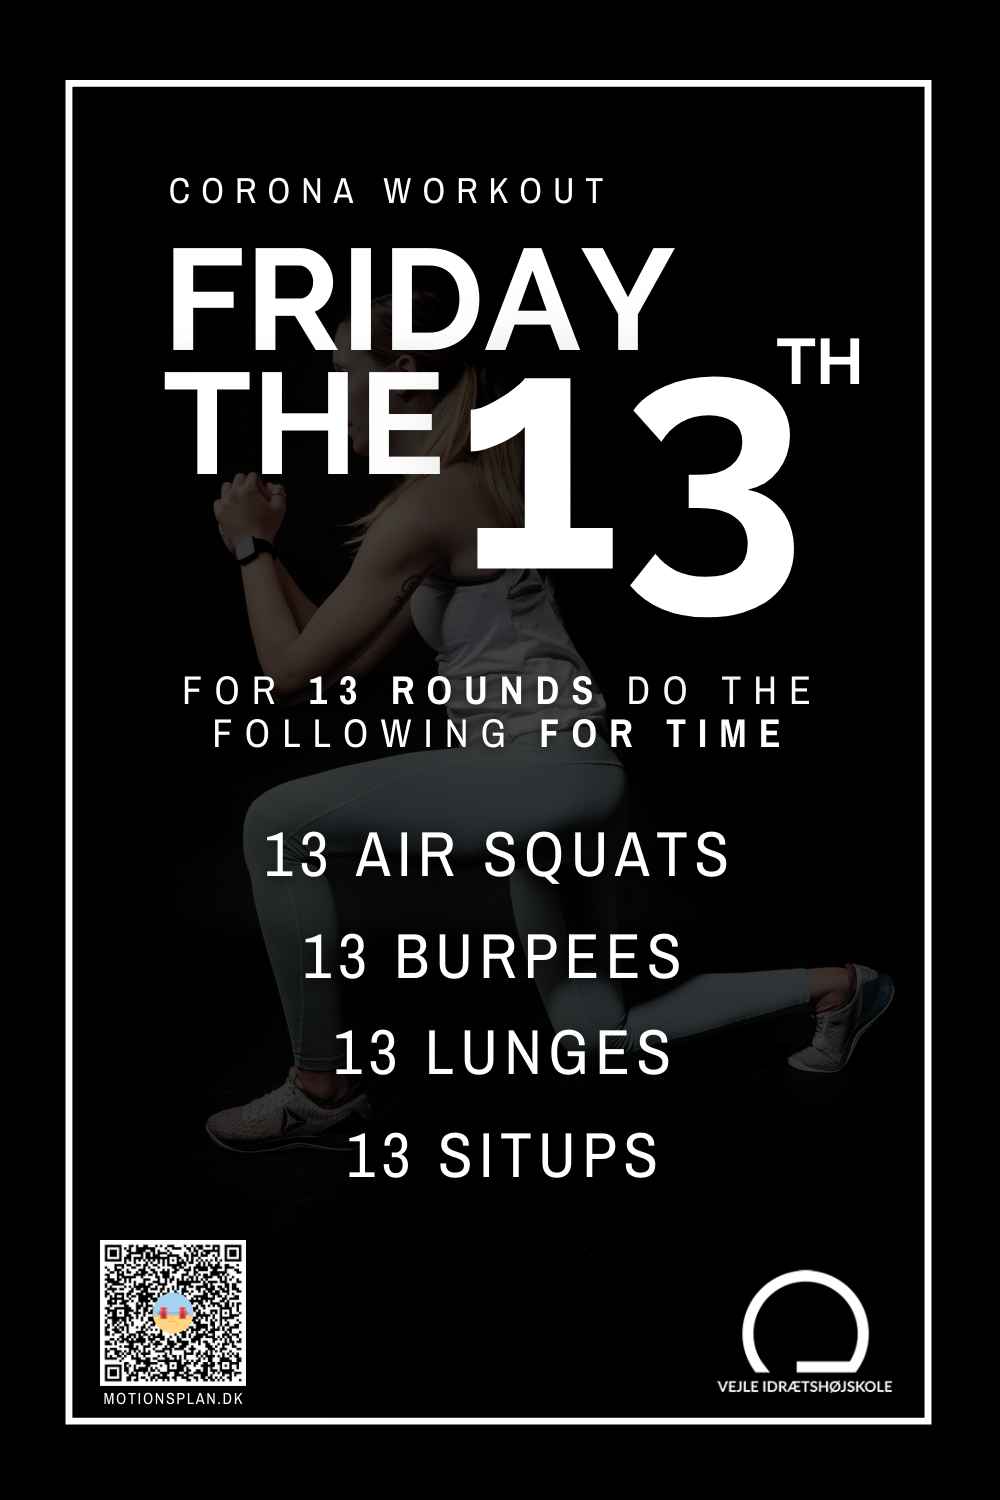 CORONA WORKOUT
FRIDAY
THE 13TH
FOR 13 ROUNDS DO THE
FOLLOWING FOR TIME
13 AIR SQUATS
13 BURPEES
13 LUNGES
13 SITUPS
MOTIONSPLAN.DK
VEJLE IDRÆTSHØJSKOLE